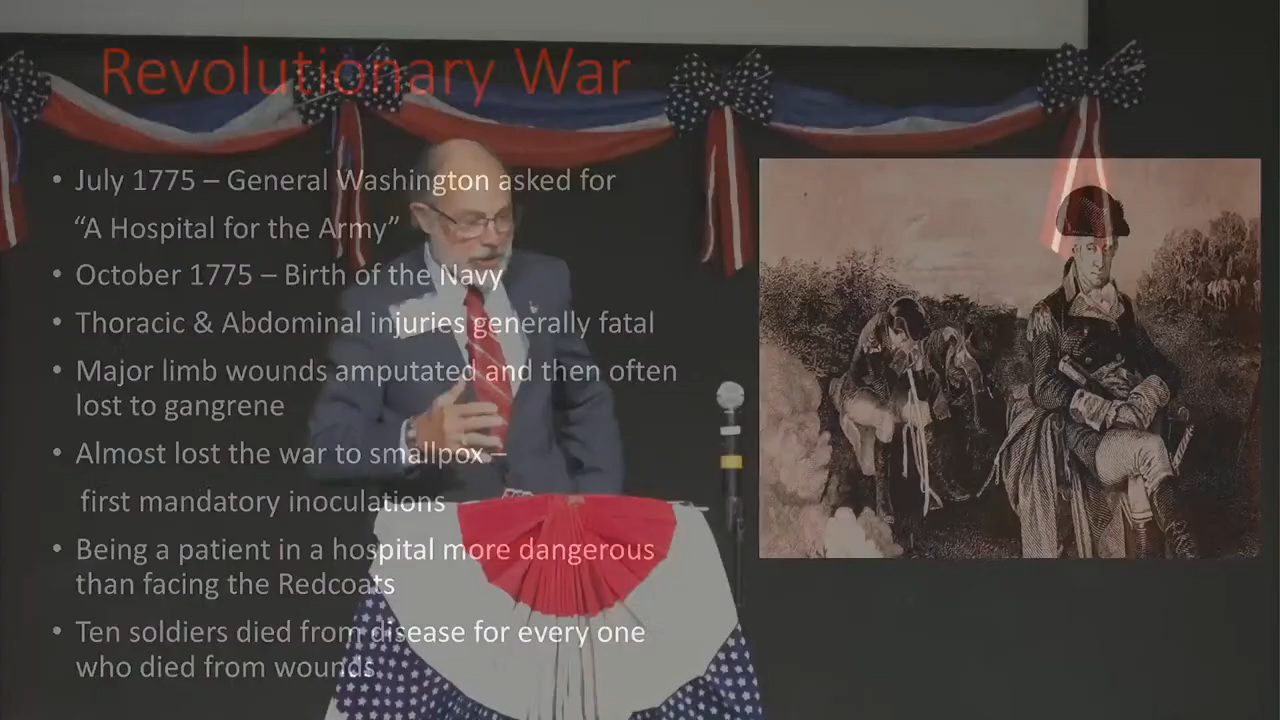 Revolutionary War
• July 1775 – General Washington asked for
“A Hospital for the Army”
• October 1775 – Birth of the Navy
• Thoracic & Abdominal injuries generally fatal
• Major limb wounds amputated and then often
lost to gangrene
• Almost lost the war to smallpox –
first mandatory inoculations
• Being a patient in a hospital more dangerous
than facing the Redcoats
• Ten soldiers died from disease for every one
who died from wounds